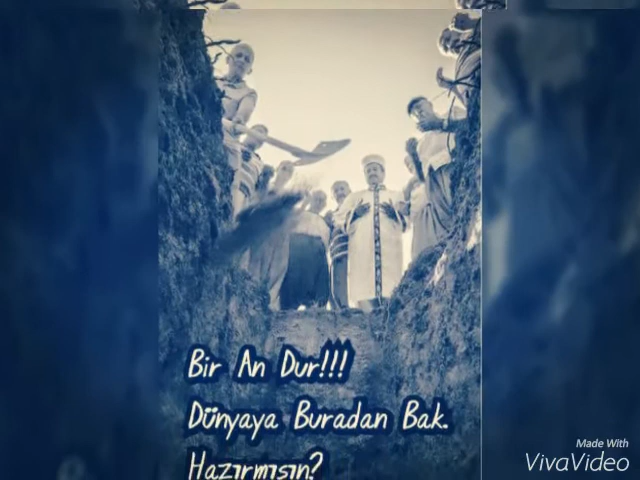 Bir An Dur!!!
Dünyaya Buradan Bak.
Hazırmısın?
Made With
VivaVideo